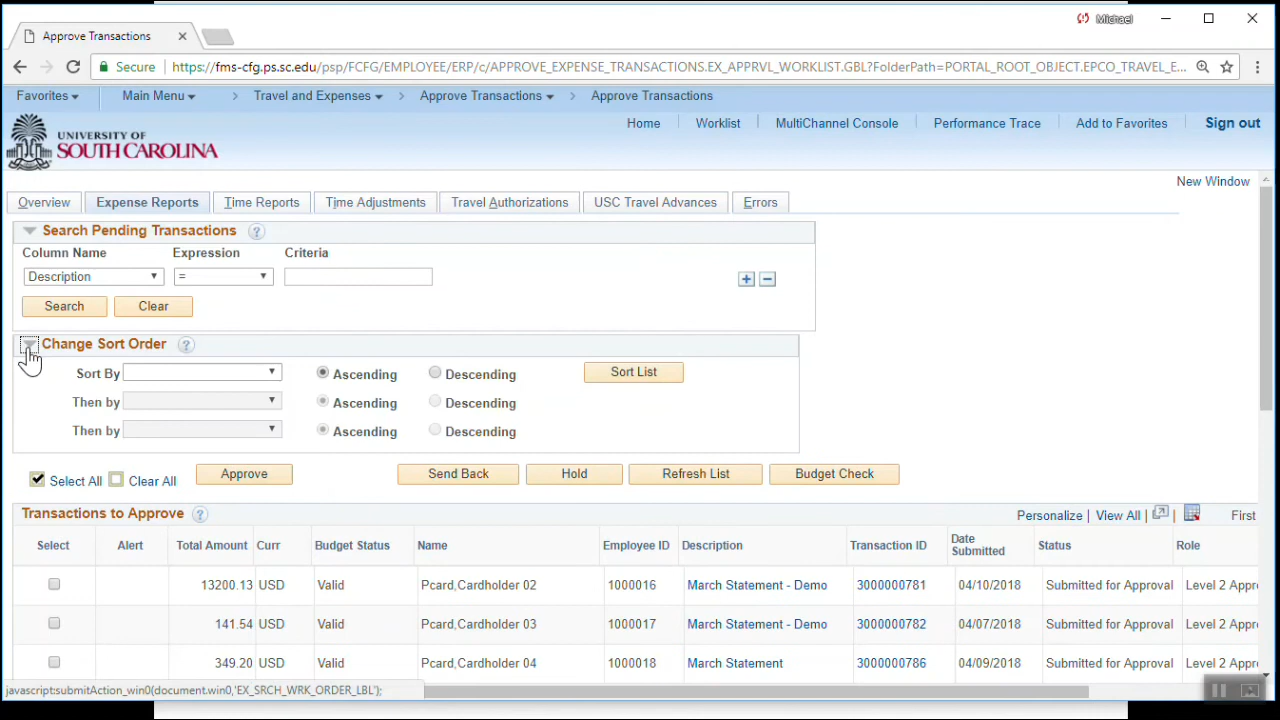 Michael
Approve Transactions
Secure https://fms-cfg.ps.sc.edu/psp/FCFG/EMPLOYEE/ERP/c/APPROVE_EXPENSE_TRANSACTIONS.EX_APPRVL_WORKLIST.GBL?FolderPath=PORTAL_ROOT_OBJECT.EPCO_TRAVEL_E...
Favorites Main Menu > Travel and Expenses > Approve Transactions > Approve Transactions
Home Worklist MultiChannel Console Performance Trace Add to Favorites Sign out
UNIVERSITY OF
SOUTH CAROLINA
New Window
Overview Expense Reports Time Reports Time Adjustments Travel Authorizations USC Travel Advances Errors
Search Pending Transactions ?
Column Name Expression Criteria
Description =
+ −
Search Clear
Change Sort Order ?
Sort By Ascending Descending Sort List
Then by Ascending Descending
Then by Ascending Descending
Select All Clear All Approve Send Back Hold Refresh List Budget Check
Transactions to Approve ? Personalize | View All | | First
Select Alert Total Amount Curr Budget Status Name Employee ID Description Transaction ID Date Submitted Status Role
13200.13 USD Valid Pcard,Cardholder 02 1000016 March Statement - Demo 3000000781 04/10/2018 Submitted for Approval Level 2 Appr
141.54 USD Valid Pcard,Cardholder 03 1000017 March Statement - Demo 3000000782 04/07/2018 Submitted for Approval Level 2 Appr
349.20 USD Valid Pcard,Cardholder 04 1000018 March Statement 3000000786 04/09/2018 Submitted for Approval Level 2 Appr
javascript:submitAction_win0(document.win0,'EX_SRCH_WRK_ORDER_LBL');